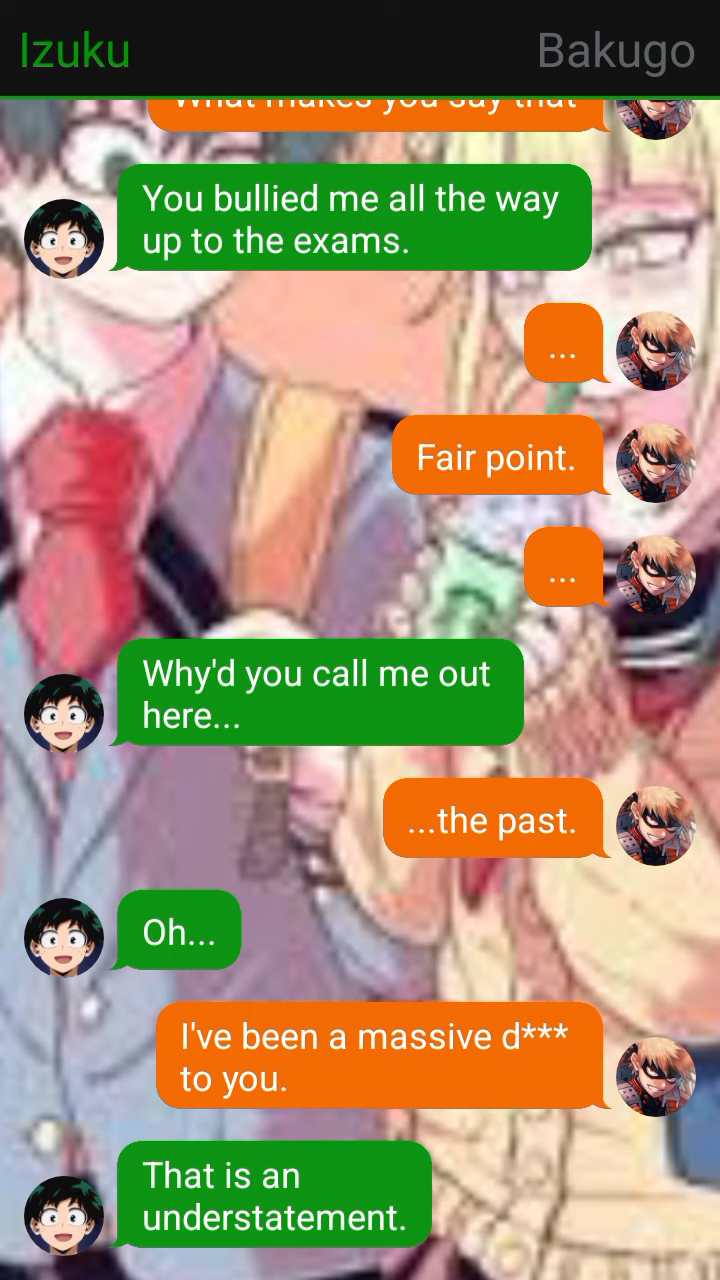 Izuku
Bakugo
What makes you say that
You bullied me all the way
up to the exams.
...
Fair point.
...
Why'd you call me out
here...
...the past.
Oh...
I've been a massive d***
to you.
That is an
understatement.